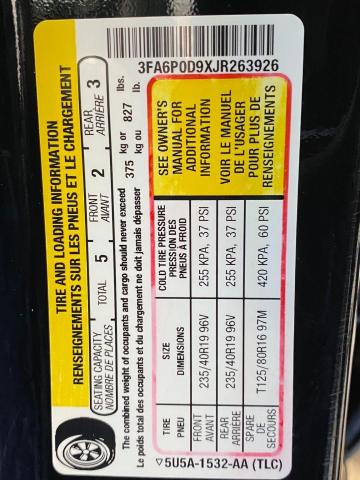 3FA6P0D9XJR263926
TIRE AND LOADING INFORMATION
RENSEIGNEMENTS SUR LES PNEUS ET LE CHARGEMENT
SEATING CAPACITY
NOMBRE DE PLACES
TOTAL 5
FRONT
AVANT 2
REAR
ARRIÈRE 3
The combined weight of occupants and cargo should never exceed 375 kg or 827 lbs.
Le poids total des occupants et du chargement ne doit jamais dépasser kg ou lb.
TIRE
PNEU
SIZE
DIMENSIONS
COLD TIRE PRESSURE
PRESSION DES
PNEUS À FROID
FRONT
AVANT
235/40R19 96V
255 KPA, 37 PSI
REAR
ARRIÈRE
235/40R19 96V
255 KPA, 37 PSI
SPARE
DE
SECOURS
T125/80R16 97M
420 KPA, 60 PSI
SEE OWNER'S
MANUAL FOR
ADDITIONAL
INFORMATION
VOIR LE MANUEL
DE L'USAGER
POUR PLUS DE
RENSEIGNEMENTS
▽5U5A-1532-AA (TLC)